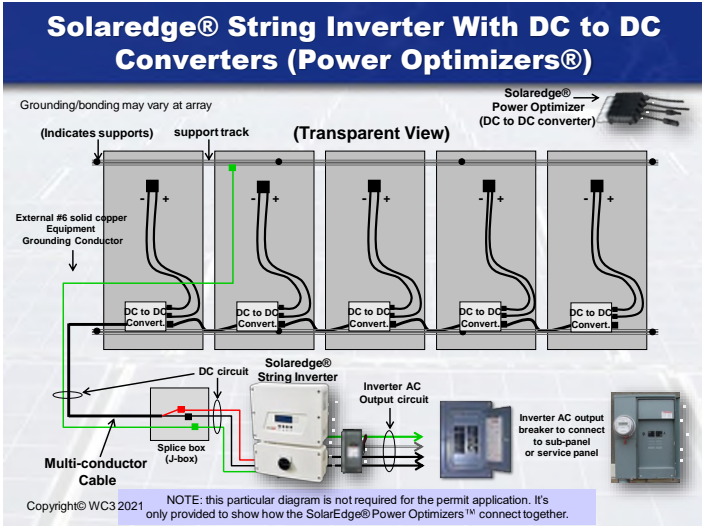 Solaredge® String Inverter With DC to DC
Converters (Power Optimizers®)
Grounding/bonding may vary at array
Solaredge®
Power Optimizer
(DC to DC converter)
(Indicates supports)
support track
(Transparent View)
- +
- +
- +
- +
- +
External #6 solid copper
Equipment
Grounding Conductor
DC to DC
Convert.
DC to DC
Convert.
DC to DC
Convert.
DC to DC
Convert.
DC to DC
Convert.
DC circuit
Solaredge®
String Inverter
Inverter AC
Output circuit
Inverter AC output
breaker to connect
to sub-panel
or service panel
Splice box
(J-box)
Multi-conductor
Cable
Copyright© WC3 2021
NOTE: this particular diagram is not required for the permit application. It's
only provided to show how the SolarEdge® Power Optimizers™ connect together.